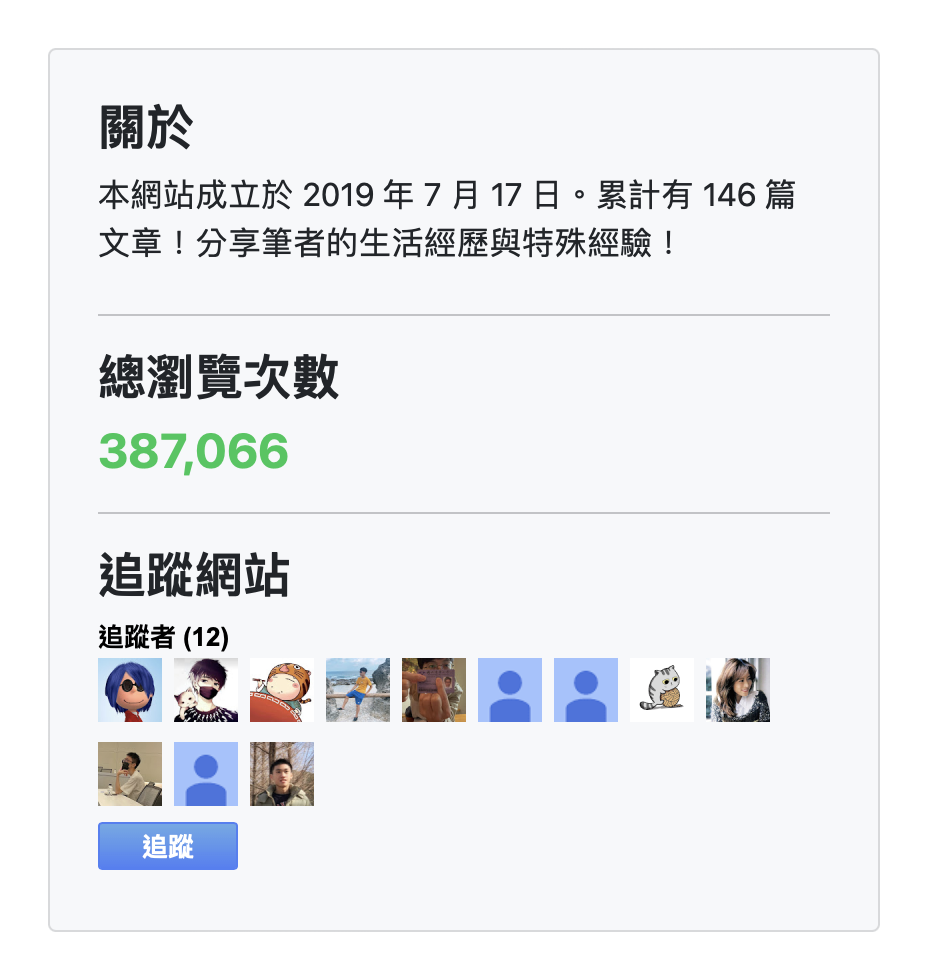 關於
本網站成立於 2019 年 7 月 17 日。累計有 146 篇
文章！分享筆者的生活經歷與特殊經驗！
總瀏覽次數
387,066
追蹤網站
追蹤者 (12)
追蹤